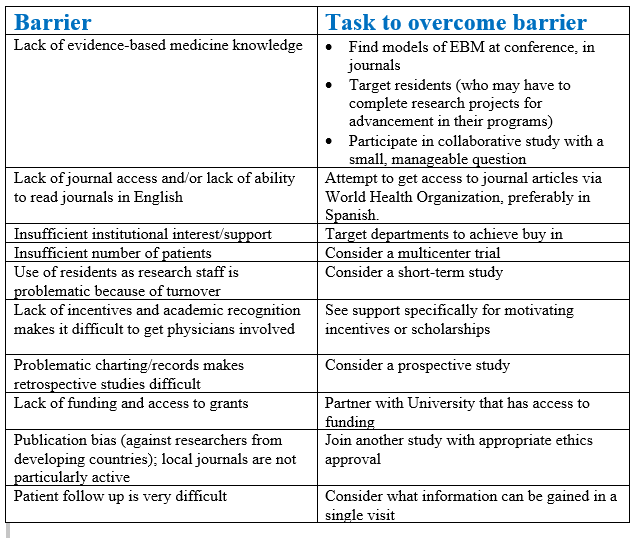 Barrier
Task to overcome barrier
Lack of evidence-based medicine knowledge
• Find models of EBM at conference, in
journals
• Target residents (who may have to
complete research projects for
advancement in their programs)
• Participate in collaborative study with a
small, manageable question
Lack of journal access and/or lack of ability
to read journals in English
Attempt to get access to journal articles via
World Health Organization, preferably in
Spanish.
Insufficient institutional interest/support
Target departments to achieve buy in
Insufficient number of patients
Consider a multicenter trial
Use of residents as research staff is
problematic because of turnover
Consider a short-term study
Lack of incentives and academic recognition
makes it difficult to get physicians involved
See support specifically for motivating
incentives or scholarships
Problematic charting/records makes
retrospective studies difficult
Consider a prospective study
Lack of funding and access to grants
Partner with University that has access to
funding
Publication bias (against researchers from
developing countries); local journals are not
particularly active
Join another study with appropriate ethics
approval
Patient follow up is very difficult
Consider what information can be gained in a
single visit